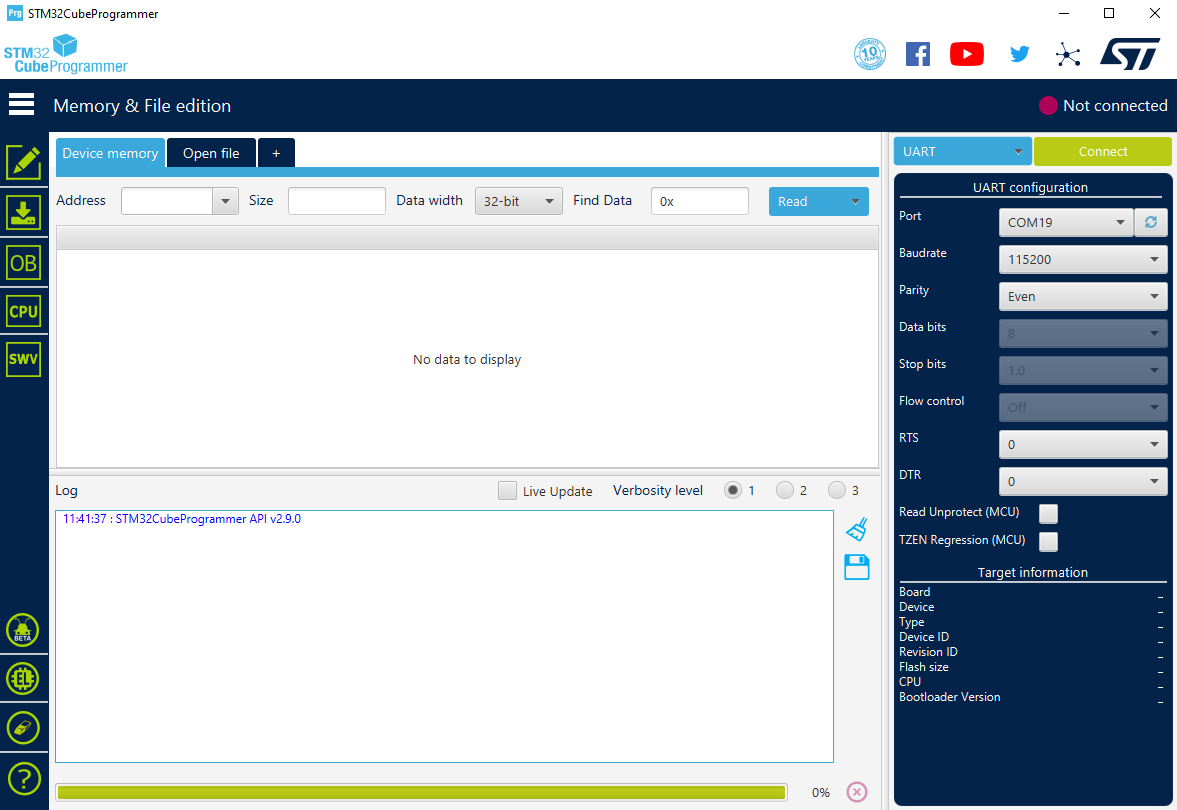 Prg STM32CubeProgrammer
STM32
CubeProgrammer
10
ST
Memory & File edition
Not connected
Device memory
Open file
+
Address
Size
Data width
32-bit
Find Data
0x
Read
No data to display
OB
CPU
SWV
BETA
EL
?
Log
Live Update
Verbosity level
1
2
3
11:41:37 : STM32CubeProgrammer API v2.9.0
0%
UART
Connect
UART configuration
Port
COM19
Baudrate
115200
Parity
Even
Data bits
8
Stop bits
1.0
Flow control
Off
RTS
0
DTR
0
Read Unprotect (MCU)
TZEN Regression (MCU)
Target information
Board _
Device _
Type _
Device ID _
Revision ID _
Flash size _
CPU _
Bootloader Version _